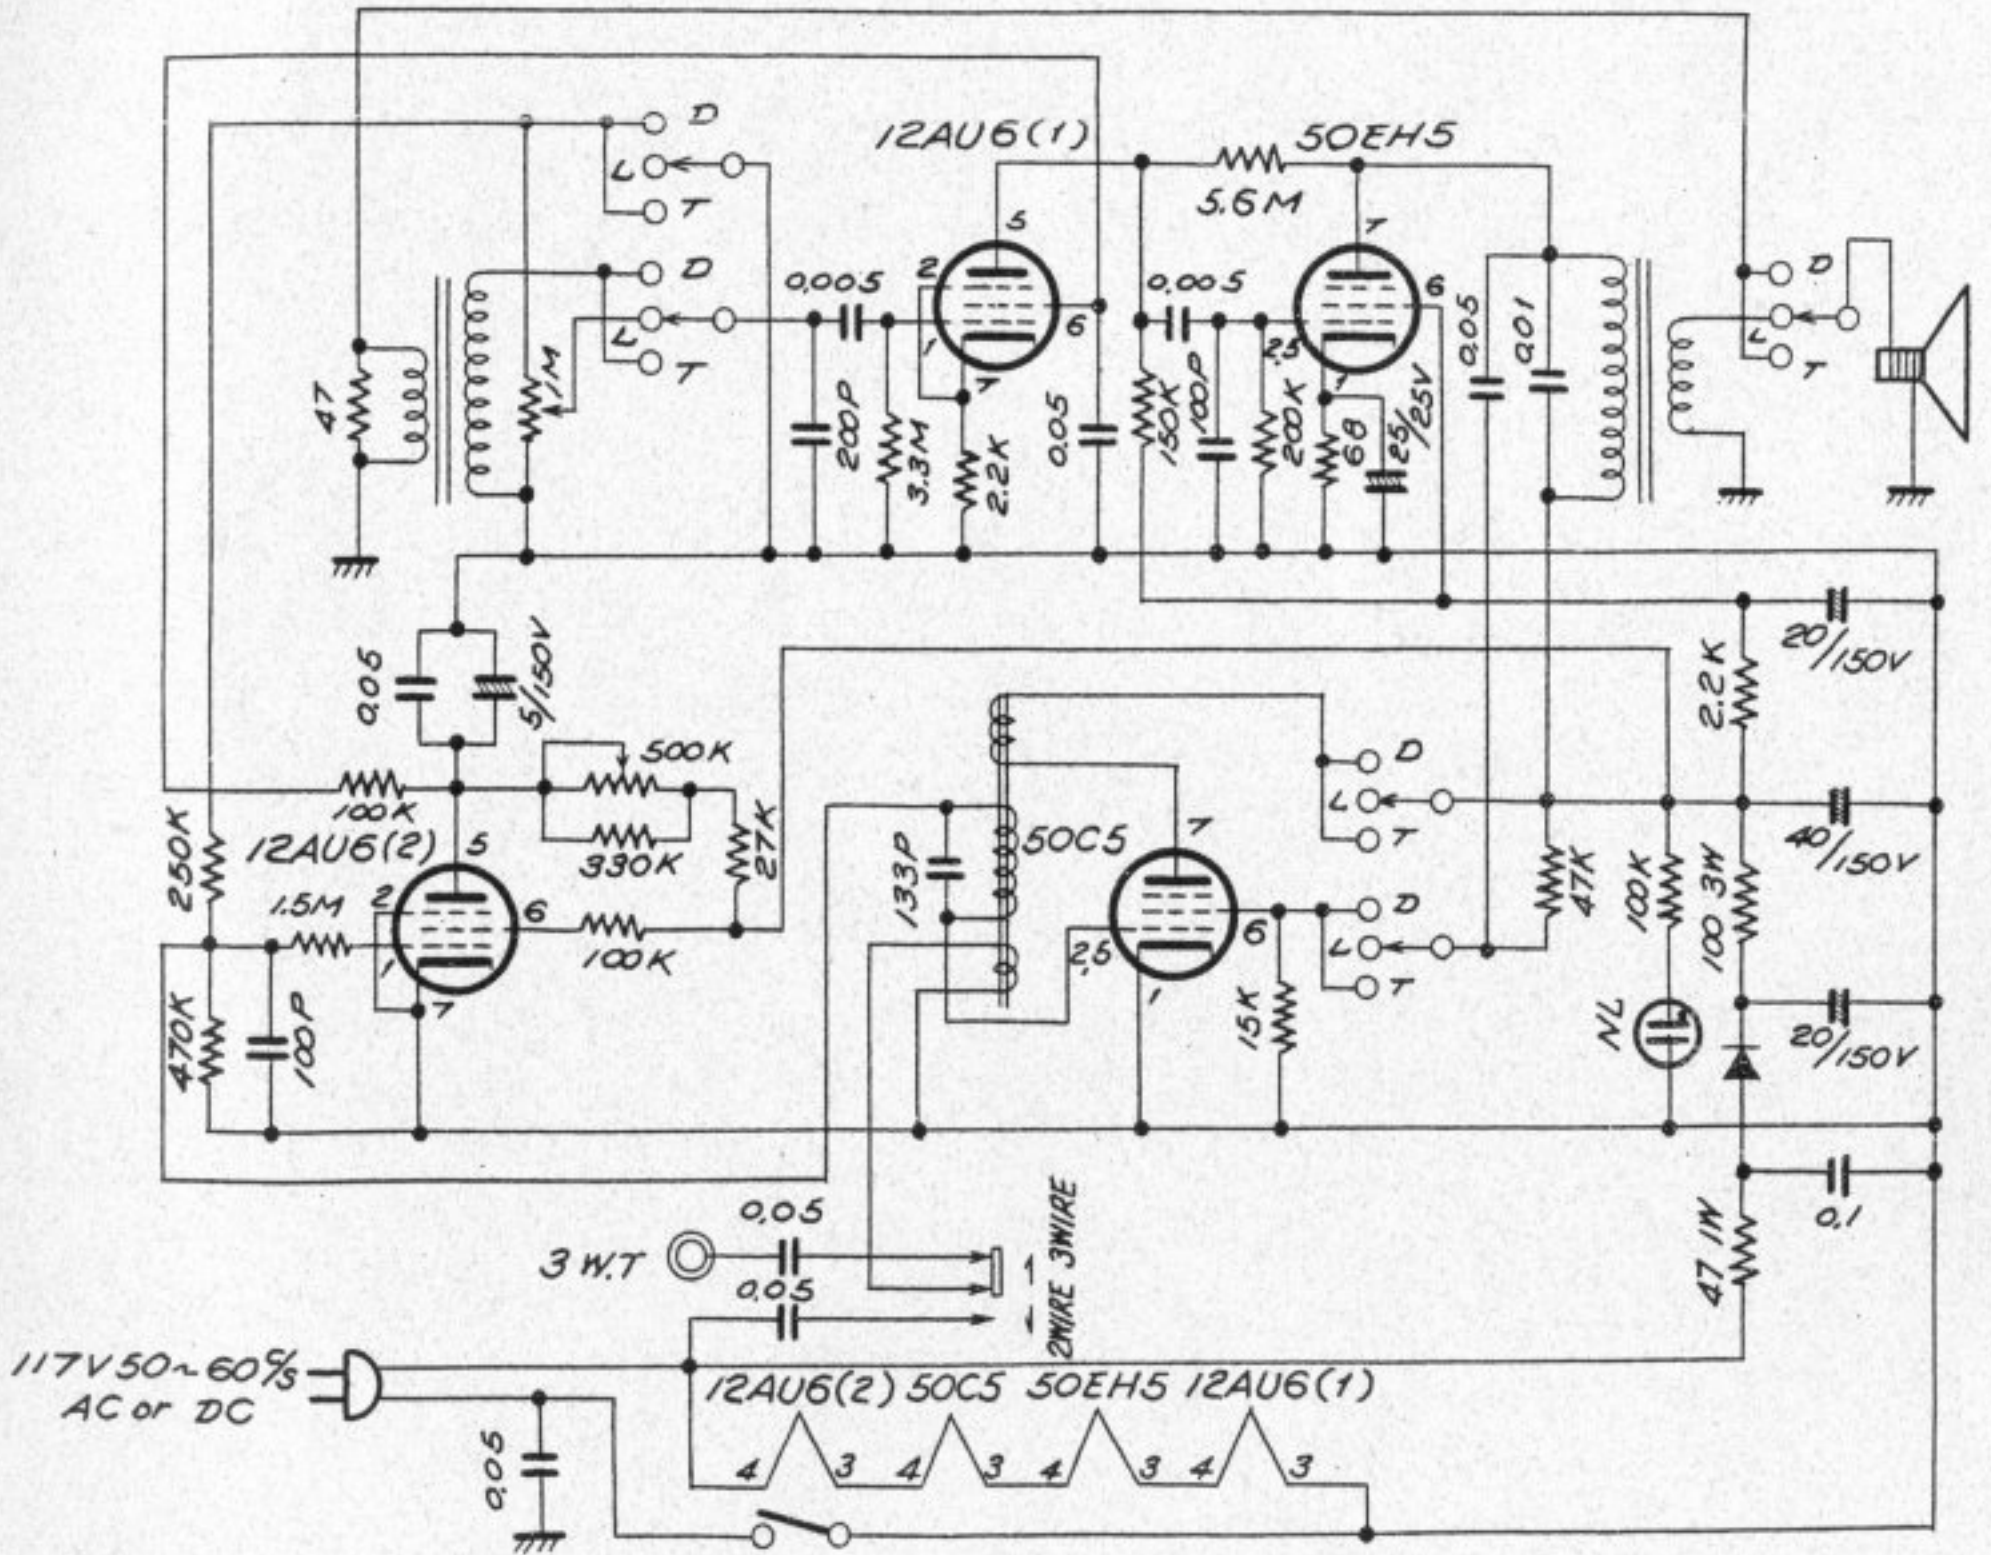 D
L
T
D
L
T
12AU6(1)
50EH5
5.6M
5
2
6
1
7
0.005
0.005
7
6
2,5
1
0.05
0.01
D
L
T
47
1M
200P
3.3M
2.2K
0.05
150K
100P
200K
68
25/25V
20/150V
2.2K
0.05
5/150V
500K
100K
330K
27K
250K
12AU6(2)
5
1.5M
2
6
1
7
100K
470K
100P
133P
50C5
7
6
2,5
1
15K
D
L
T
D
L
T
47K
100K
100 3W
40/150V
NL
20/150V
0.1
47 1W
0.05
3 W.T
0.05
2WIRE 3WIRE
117V 50~60 c/s
AC or DC
12AU6(2) 50C5 50EH5 12AU6(1)
0.05
4 3 4 3 4 3 4 3